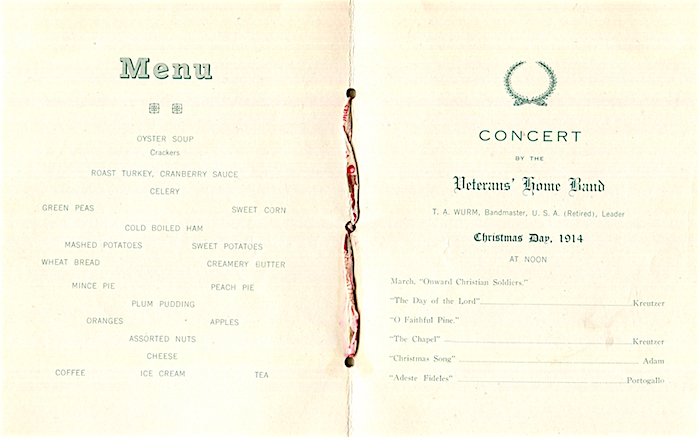 Menu
OYSTER SOUP
Crackers
ROAST TURKEY, CRANBERRY SAUCE
CELERY
GREEN PEAS SWEET CORN
COLD BOILED HAM
MASHED POTATOES SWEET POTATOES
WHEAT BREAD CREAMERY BUTTER
MINCE PIE PEACH PIE
PLUM PUDDING
ORANGES APPLES
ASSORTED NUTS
CHEESE
COFFEE ICE CREAM TEA
CONCERT
BY THE
Veterans' Home Band
T. A. WURM, Bandmaster, U. S. A. (Retired), Leader
Christmas Day, 1914
AT NOON
March, "Onward Christian Soldiers."
"The Day of the Lord" Kreutzer
"O Faithful Pine."
"The Chapel" Kreutzer
"Christmas Song" Adam
"Adeste Fideles" Portogallo